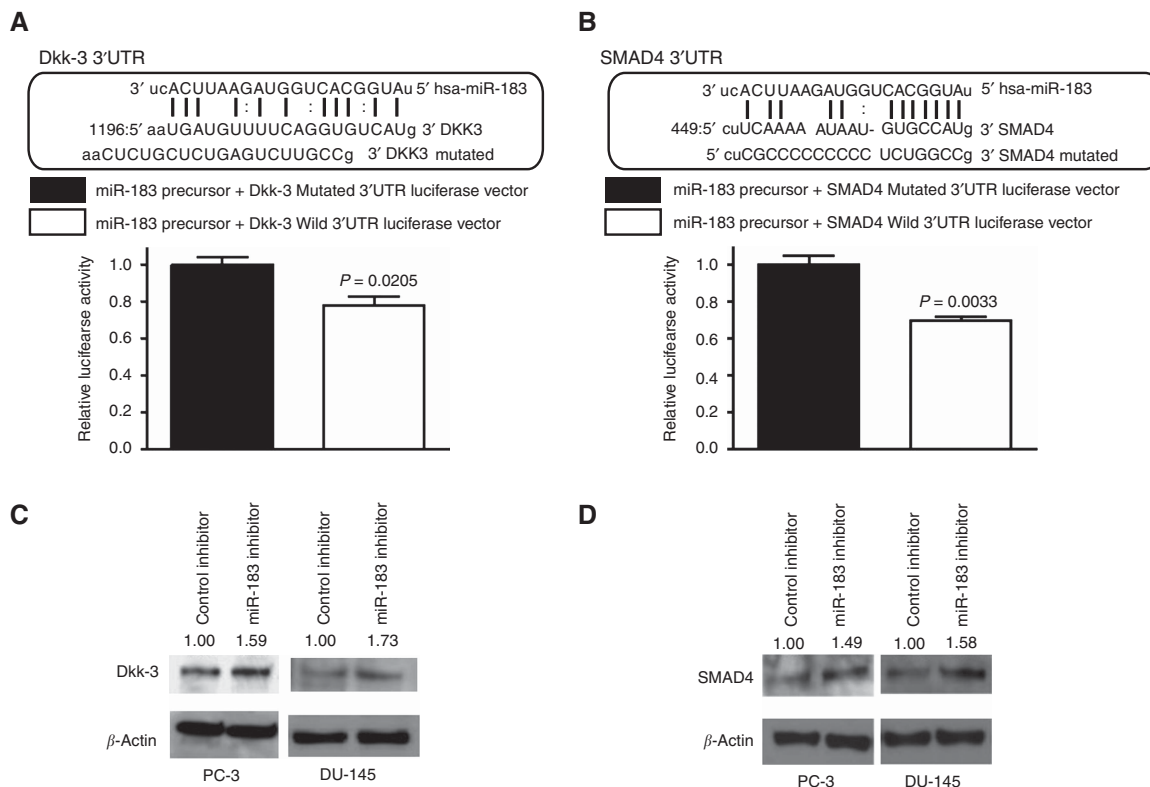 A
Dkk-3 3′UTR
3′ ucACUUAAGAUGGUCACGGUAu 5′ hsa-miR-183
1196:5′ aaUGAUGUUUUCAGGUGUCAUg 3′ DKK3
aaCUCUGCUCUGAGUCUUGCCg 3′ DKK3 mutated
miR-183 precursor + Dkk-3 Mutated 3′UTR luciferase vector
miR-183 precursor + Dkk-3 Wild 3′UTR luciferase vector
Relative lucifearse activity
1.0
0.8
0.6
0.4
0.2
0.0
P = 0.0205
B
SMAD4 3′UTR
3′ ucACUUAAGAUGGUCACGGUAu 5′ hsa-miR-183
449:5′ cuUCAAAA AUAAU- GUGCCAUg 3′ SMAD4
5′ cuCGCCCCCCCCC UCUGGCCg 3′ SMAD4 mutated
miR-183 precursor + SMAD4 Mutated 3′UTR luciferase vector
miR-183 precursor + SMAD4 Wild 3′UTR luciferase vector
Relative lucifearse activity
1.0
0.8
0.6
0.4
0.2
0.0
P = 0.0033
C
Control inhibitor
miR-183 inhibitor
Control inhibitor
miR-183 inhibitor
1.00 1.59 1.00 1.73
Dkk-3
β-Actin
PC-3 DU-145
D
Control inhibitor
miR-183 inhibitor
Control inhibitor
miR-183 inhibitor
1.00 1.49 1.00 1.58
SMAD4
β-Actin
PC-3 DU-145